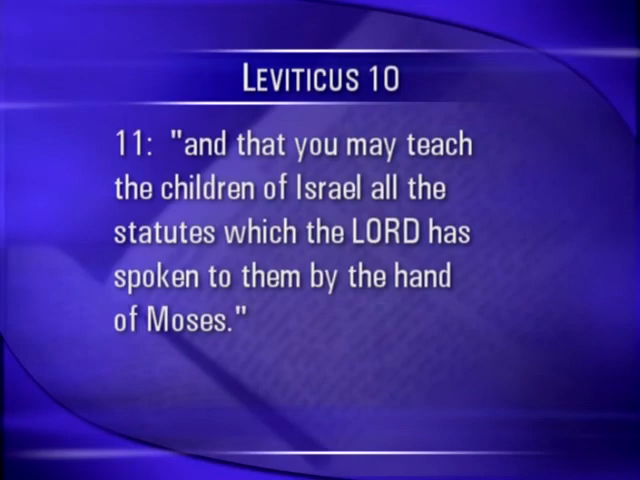 LEVITICUS 10
11: "and that you may teach
the children of Israel all the
statutes which the LORD has
spoken to them by the hand
of Moses."